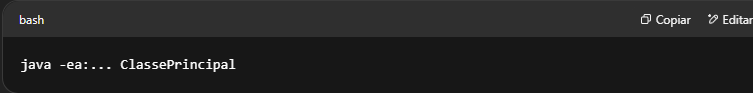 bash
Copiar
Editar
java -ea:... ClassePrincipal